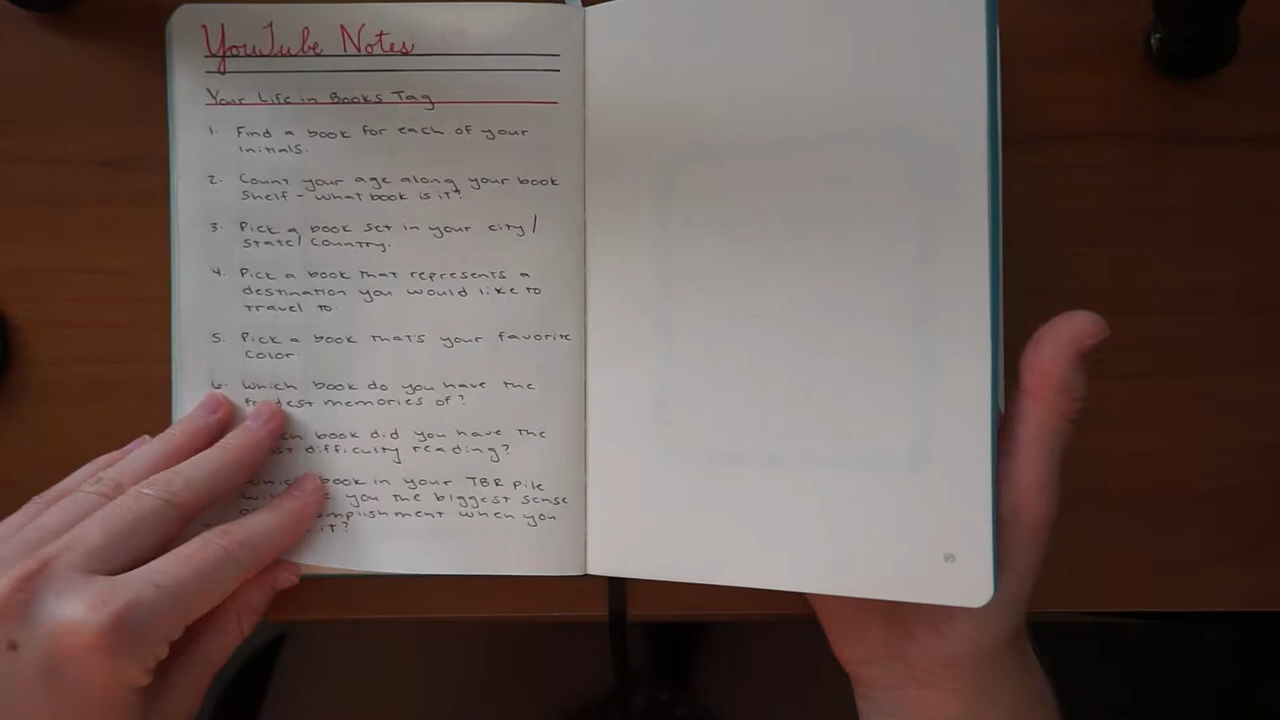 YouTube Notes
Your Life in Books Tag
1. Find a book for each of your
initials.
2. Count your age along your book
shelf - what book is it?
3. Pick a book set in your city/
state/country.
4. Pick a book that represents a
destination you would like to
travel to.
5. Pick a book that's your favorite
color.
6. Which book do you have the
memories of?
book did you have the
difficulty reading?
book in your TBR pile
you the biggest sense
when you
it?